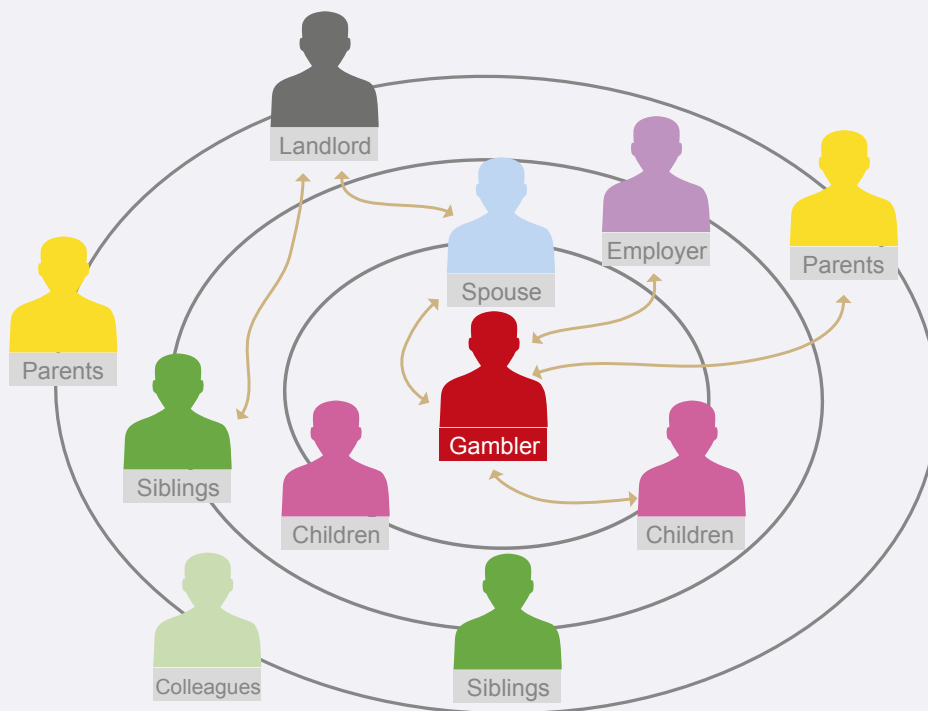 Landlord
Employer
Parents
Spouse
Parents
Gambler
Siblings
Children
Children
Colleagues
Siblings